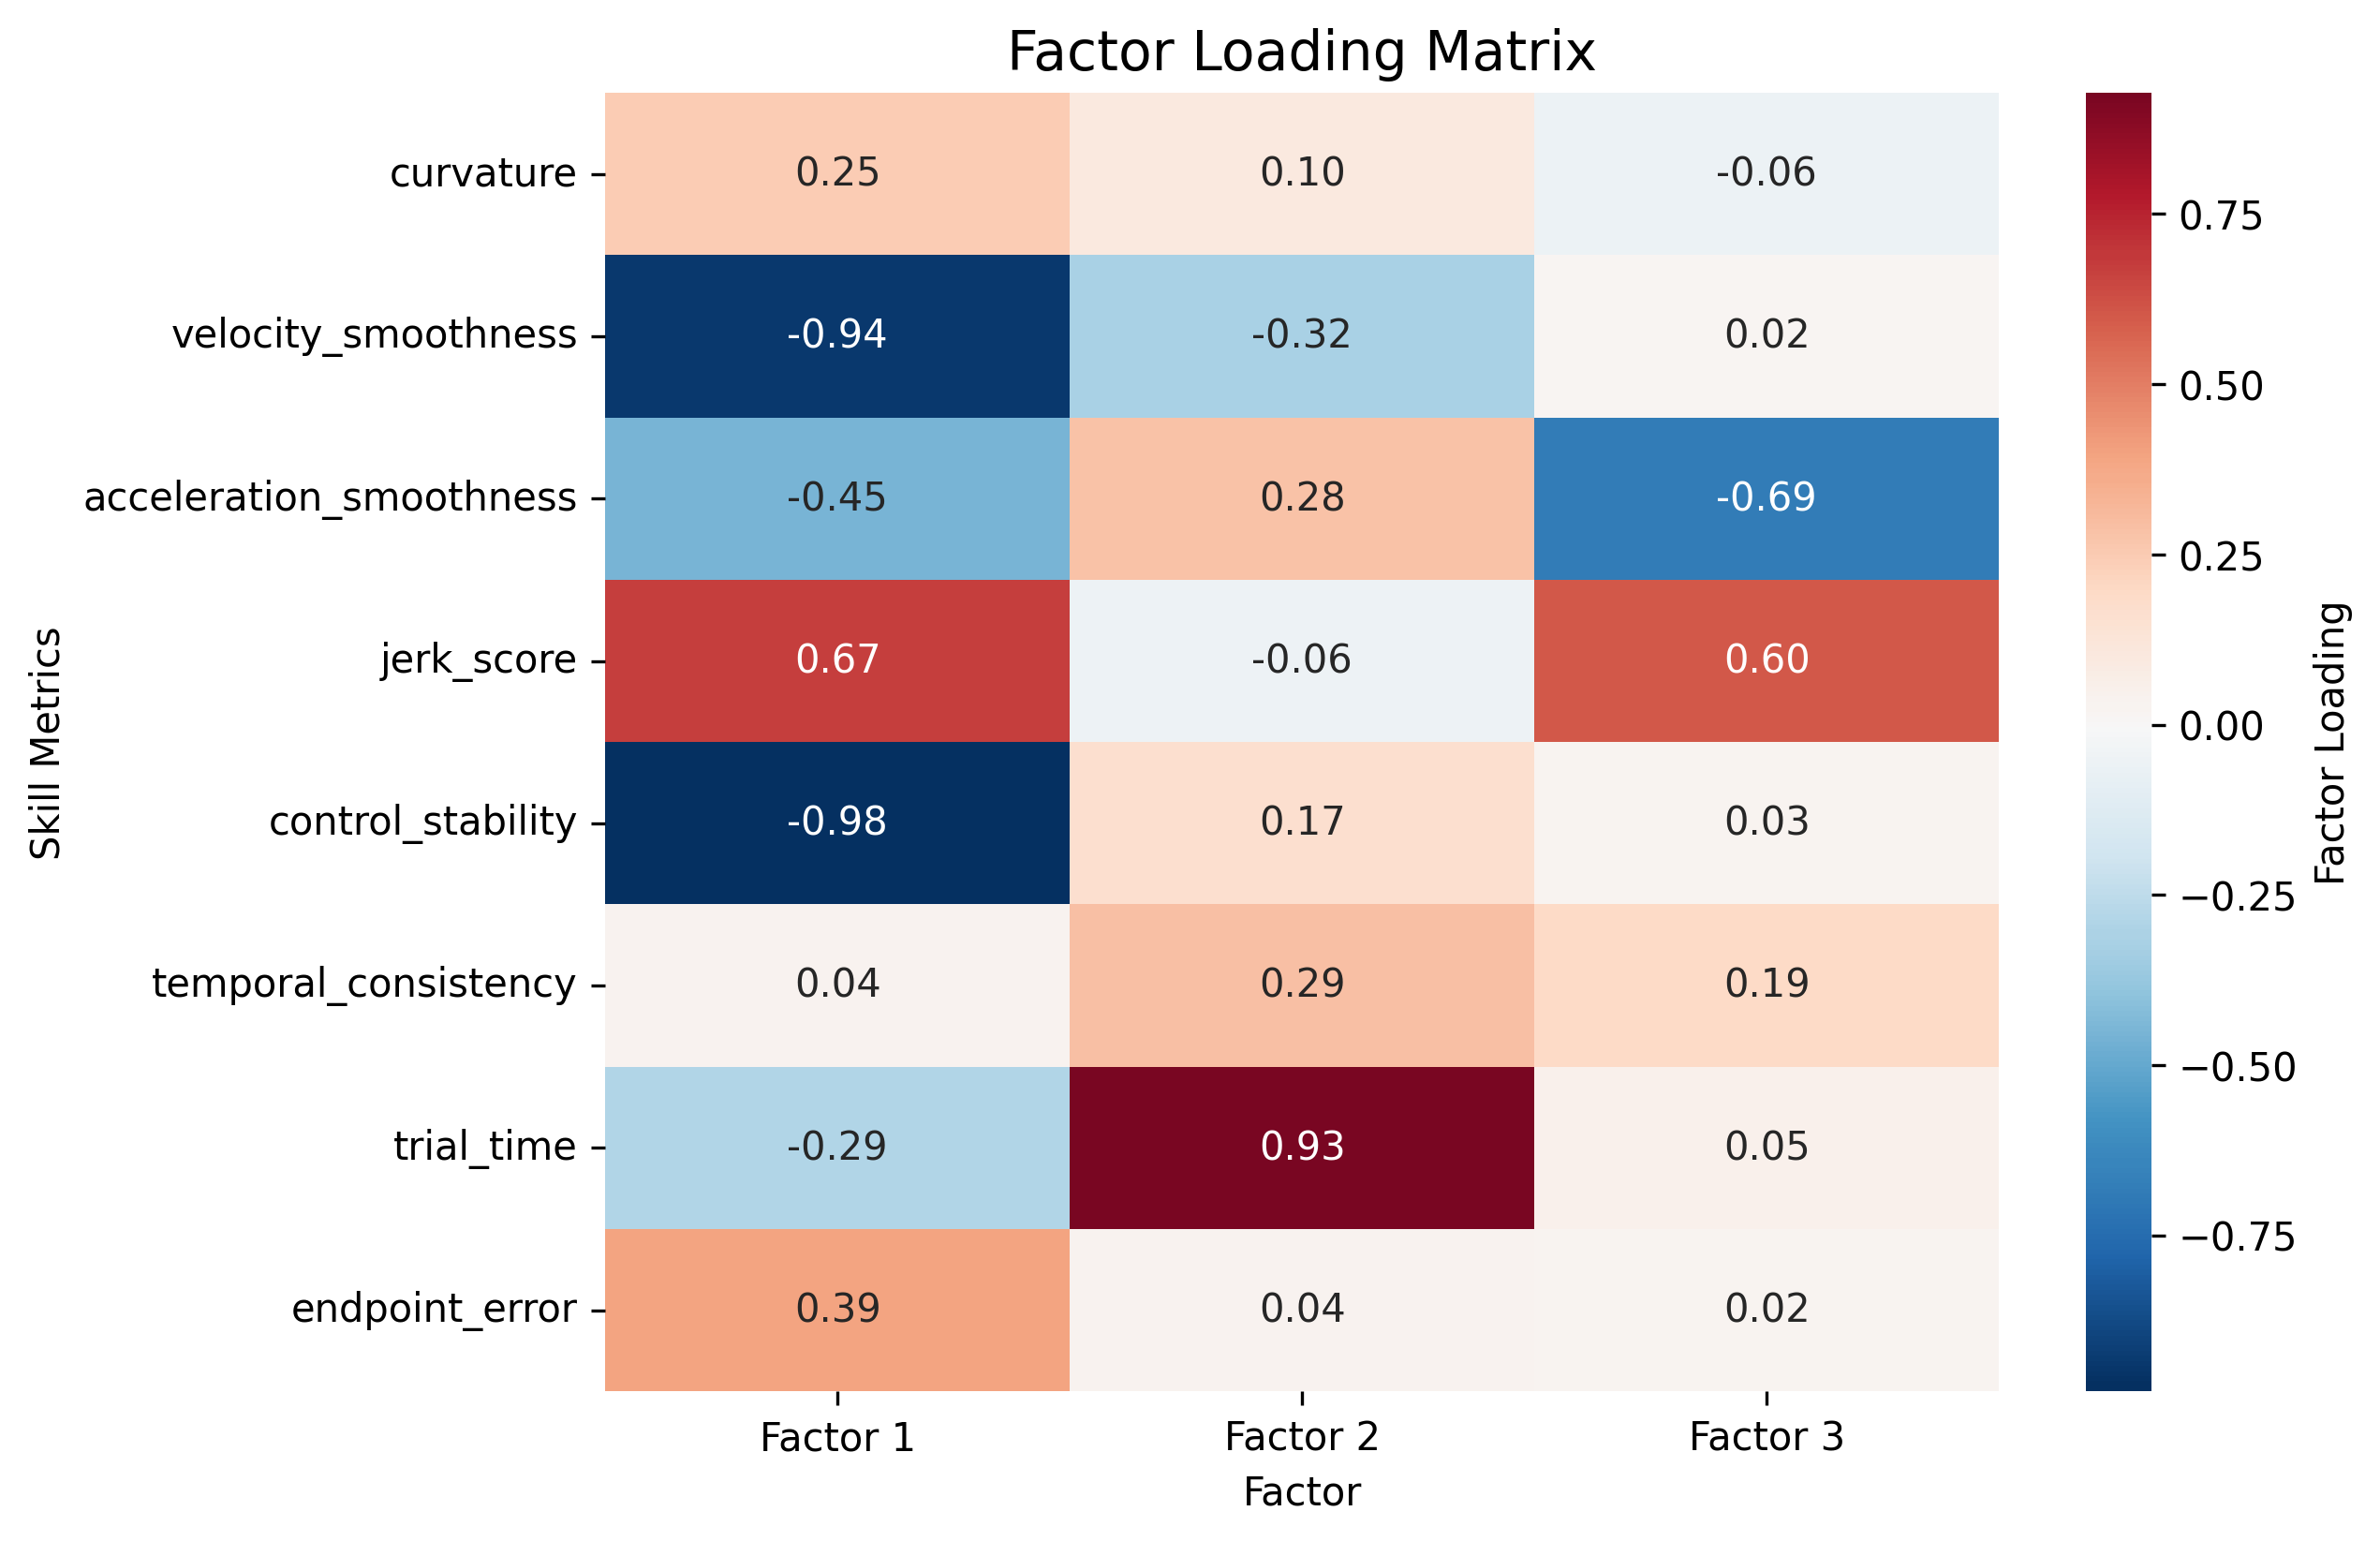 Factor Loading Matrix
Skill Metrics
curvature 0.25 0.10 -0.06
velocity_smoothness -0.94 -0.32 0.02
acceleration_smoothness -0.45 0.28 -0.69
jerk_score 0.67 -0.06 0.60
control_stability -0.98 0.17 0.03
temporal_consistency 0.04 0.29 0.19
trial_time -0.29 0.93 0.05
endpoint_error 0.39 0.04 0.02
Factor 1 Factor 2 Factor 3
Factor
0.75
0.50
0.25
0.00
−0.25
−0.50
−0.75
Factor Loading